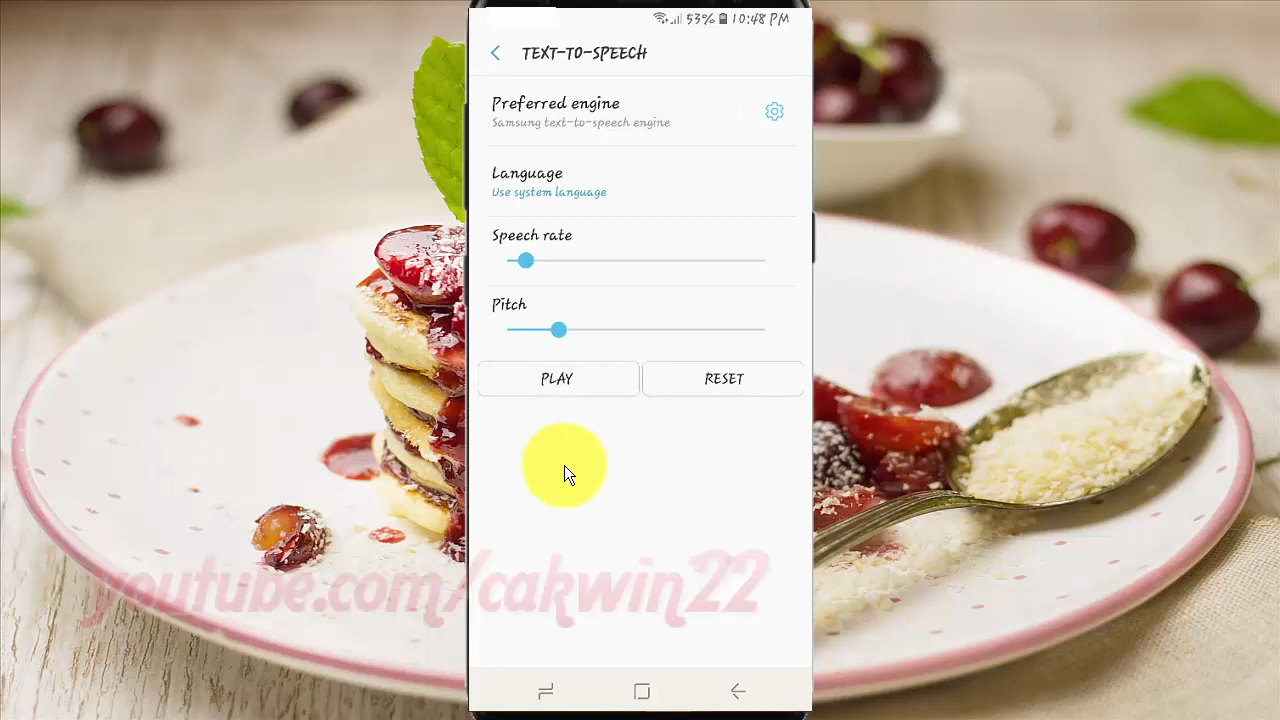 53% 10:48 PM
TEXT-TO-SPEECH
Preferred engine
Samsung text-to-speech engine
Language
Use system language
Speech rate
Pitch
PLAY RESET
youtube.com/cakwin22